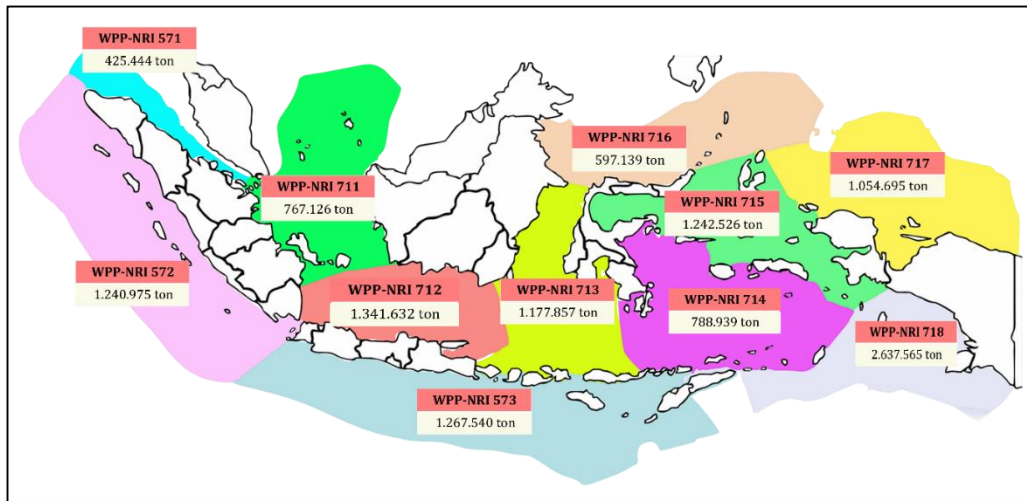 WPP-NRI 571
425.444 ton
WPP-NRI 716
597.139 ton
WPP-NRI 717
1.054.695 ton
WPP-NRI 711
767.126 ton
WPP-NRI 715
1.242.526 ton
WPP-NRI 572
1.240.975 ton
WPP-NRI 712
1.341.632 ton
WPP-NRI 713
1.177.857 ton
WPP-NRI 714
788.939 ton
WPP-NRI 718
2.637.565 ton
WPP-NRI 573
1.267.540 ton